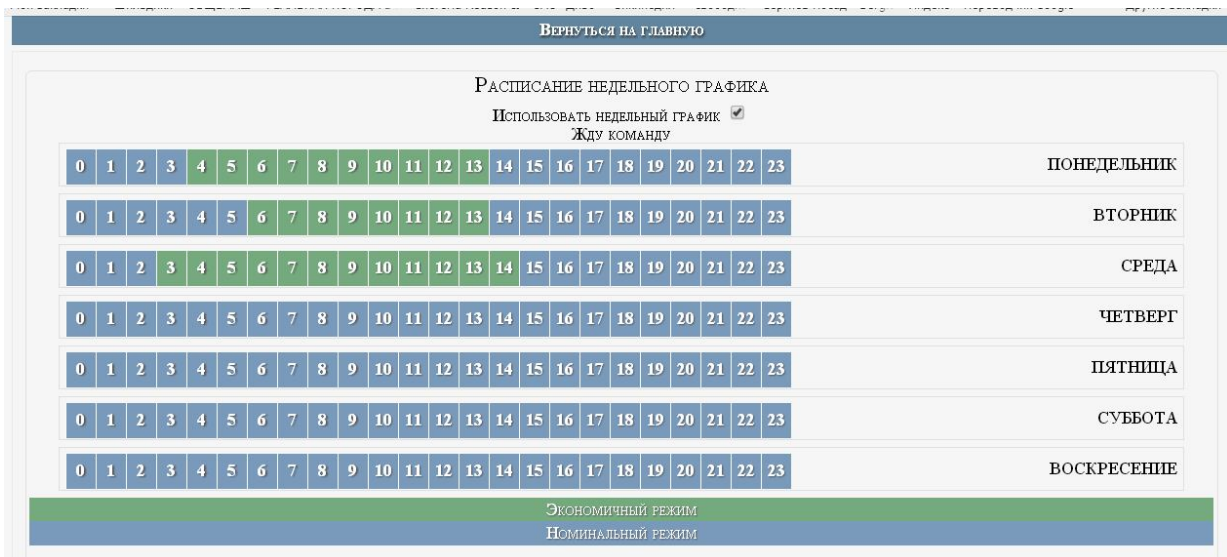 Вернуться на главную
Расписание недельного графика
Использовать недельный график
Жду команду
0 1 2 3 4 5 6 7 8 9 10 11 12 13 14 15 16 17 18 19 20 21 22 23 ПОНЕДЕЛЬНИК
0 1 2 3 4 5 6 7 8 9 10 11 12 13 14 15 16 17 18 19 20 21 22 23 ВТОРНИК
0 1 2 3 4 5 6 7 8 9 10 11 12 13 14 15 16 17 18 19 20 21 22 23 СРЕДА
0 1 2 3 4 5 6 7 8 9 10 11 12 13 14 15 16 17 18 19 20 21 22 23 ЧЕТВЕРГ
0 1 2 3 4 5 6 7 8 9 10 11 12 13 14 15 16 17 18 19 20 21 22 23 ПЯТНИЦА
0 1 2 3 4 5 6 7 8 9 10 11 12 13 14 15 16 17 18 19 20 21 22 23 СУББОТА
0 1 2 3 4 5 6 7 8 9 10 11 12 13 14 15 16 17 18 19 20 21 22 23 ВОСКРЕСЕНИЕ
Экономичный режим
Номинальный режим